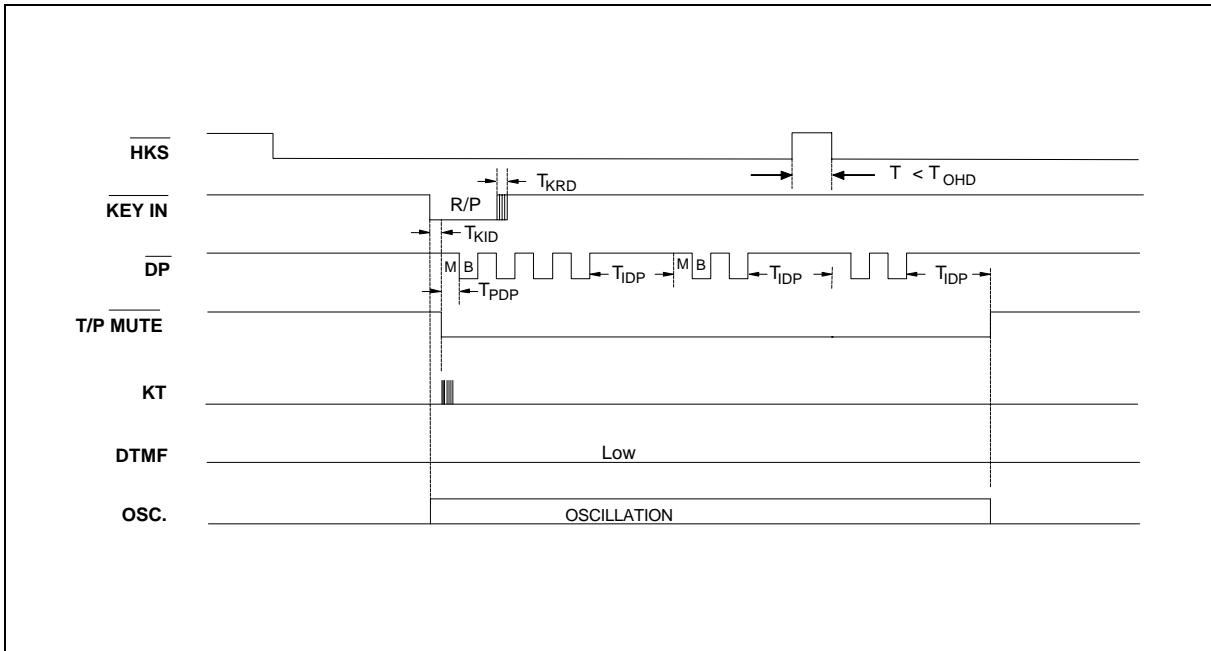 HKS
T < TOHD
TKRD
KEY IN
R/P
TKID
DP
M B
TIDP
M B
TIDP
TIDP
TPDP
T/P MUTE
KT
DTMF
Low
OSC.
OSCILLATION